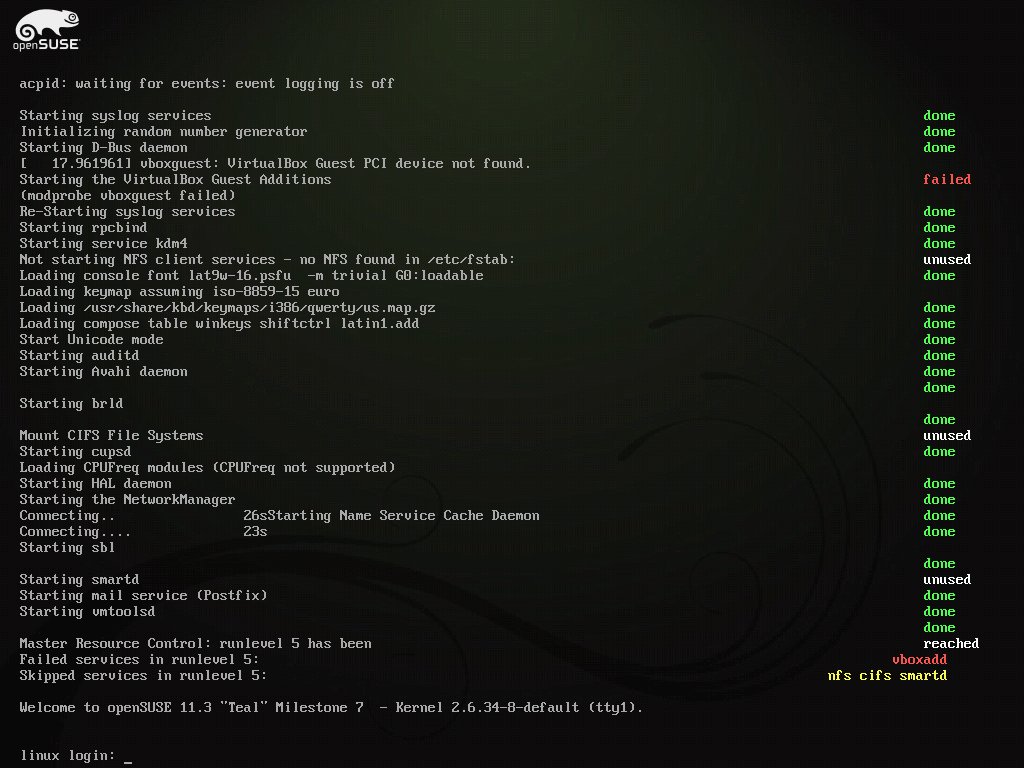 openSUSE
acpid: waiting for events: event logging is off
Starting syslog services done
Initializing random number generator done
Starting D-Bus daemon done
[   17.961961] vboxguest: VirtualBox Guest PCI device not found.
Starting the VirtualBox Guest Additions failed
(modprobe vboxguest failed)
Re-Starting syslog services done
Starting rpcbind done
Starting service kdm4 done
Not starting NFS client services - no NFS found in /etc/fstab: unused
Loading console font lat9w-16.psfu  -m trivial G0:loadable done
Loading keymap assuming iso-8859-15 euro
Loading /usr/share/kbd/keymaps/i386/qwerty/us.map.gz done
Loading compose table winkeys shiftctrl latin1.add done
Start Unicode mode done
Starting auditd done
Starting Avahi daemon done
done
Starting brld
done
Mount CIFS File Systems unused
Starting cupsd done
Loading CPUFreq modules (CPUFreq not supported)
Starting HAL daemon done
Starting the NetworkManager done
Connecting.. 26sStarting Name Service Cache Daemon done
Connecting.... 23s done
Starting sbl
done
Starting smartd unused
Starting mail service (Postfix) done
Starting vmtoolsd done
done
Master Resource Control: runlevel 5 has been reached
Failed services in runlevel 5: vboxadd
Skipped services in runlevel 5: nfs cifs smartd
Welcome to openSUSE 11.3 "Teal" Milestone 7  - Kernel 2.6.34-8-default (tty1).
linux login: _